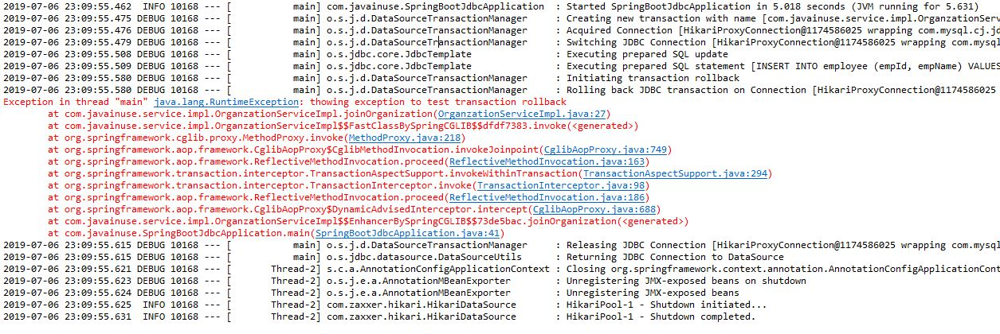 2019-07-06 23:09:55.462  INFO 10168 --- [           main] com.javainuse.SpringBootJdbcApplication  : Started SpringBootJdbcApplication in 5.018 seconds (JVM running for 5.631)
2019-07-06 23:09:55.475 DEBUG 10168 --- [           main] o.s.j.d.DataSourceTransactionManager     : Creating new transaction with name [com.javainuse.service.impl.OrganzationServ
2019-07-06 23:09:55.476 DEBUG 10168 --- [           main] o.s.j.d.DataSourceTransactionManager     : Acquired Connection [HikariProxyConnection@1174586025 wrapping com.mysql.cj.jd
2019-07-06 23:09:55.479 DEBUG 10168 --- [           main] o.s.j.d.DataSourceTransactionManager     : Switching JDBC Connection [HikariProxyConnection@1174586025 wrapping com.mysq
2019-07-06 23:09:55.508 DEBUG 10168 --- [           main] o.s.jdbc.core.JdbcTemplate               : Executing prepared SQL update
2019-07-06 23:09:55.509 DEBUG 10168 --- [           main] o.s.jdbc.core.JdbcTemplate               : Executing prepared SQL statement [INSERT INTO employee (empId, empName) VALUES
2019-07-06 23:09:55.580 DEBUG 10168 --- [           main] o.s.j.d.DataSourceTransactionManager     : Initiating transaction rollback
2019-07-06 23:09:55.580 DEBUG 10168 --- [           main] o.s.j.d.DataSourceTransactionManager     : Rolling back JDBC transaction on Connection [HikariProxyConnection@1174586025
Exception in thread "main" java.lang.RuntimeException: thowing exception to test transaction rollback
        at com.javainuse.service.impl.OrganzationServiceImpl.joinOrganization(OrganzationServiceImpl.java:27)
        at com.javainuse.service.impl.OrganzationServiceImpl$$FastClassBySpringCGLIB$$dfdf7383.invoke(<generated>)
        at org.springframework.cglib.proxy.MethodProxy.invoke(MethodProxy.java:218)
        at org.springframework.aop.framework.CglibAopProxy$CglibMethodInvocation.invokeJoinpoint(CglibAopProxy.java:749)
        at org.springframework.aop.framework.ReflectiveMethodInvocation.proceed(ReflectiveMethodInvocation.java:163)
        at org.springframework.transaction.interceptor.TransactionAspectSupport.invokeWithinTransaction(TransactionAspectSupport.java:294)
        at org.springframework.transaction.interceptor.TransactionInterceptor.invoke(TransactionInterceptor.java:98)
        at org.springframework.aop.framework.ReflectiveMethodInvocation.proceed(ReflectiveMethodInvocation.java:186)
        at org.springframework.aop.framework.CglibAopProxy$DynamicAdvisedInterceptor.intercept(CglibAopProxy.java:688)
        at com.javainuse.service.impl.OrganzationServiceImpl$$EnhancerBySpringCGLIB$$73de5bac.joinOrganization(<generated>)
        at com.javainuse.SpringBootJdbcApplication.main(SpringBootJdbcApplication.java:41)
2019-07-06 23:09:55.615 DEBUG 10168 --- [           main] o.s.j.d.DataSourceTransactionManager     : Releasing JDBC Connection [HikariProxyConnection@1174586025 wrapping com.mysql
2019-07-06 23:09:55.615 DEBUG 10168 --- [           main] o.s.jdbc.datasource.DataSourceUtils      : Returning JDBC Connection to DataSource
2019-07-06 23:09:55.621 DEBUG 10168 --- [       Thread-2] s.c.a.AnnotationConfigApplicationContext : Closing org.springframework.context.annotation.AnnotationConfigApplicationCont
2019-07-06 23:09:55.623 DEBUG 10168 --- [       Thread-2] o.s.j.e.a.AnnotationMBeanExporter        : Unregistering JMX-exposed beans on shutdown
2019-07-06 23:09:55.624 DEBUG 10168 --- [       Thread-2] o.s.j.e.a.AnnotationMBeanExporter        : Unregistering JMX-exposed beans
2019-07-06 23:09:55.625  INFO 10168 --- [       Thread-2] com.zaxxer.hikari.HikariDataSource       : HikariPool-1 - Shutdown initiated...
2019-07-06 23:09:55.631  INFO 10168 --- [       Thread-2] com.zaxxer.hikari.HikariDataSource       : HikariPool-1 - Shutdown completed.